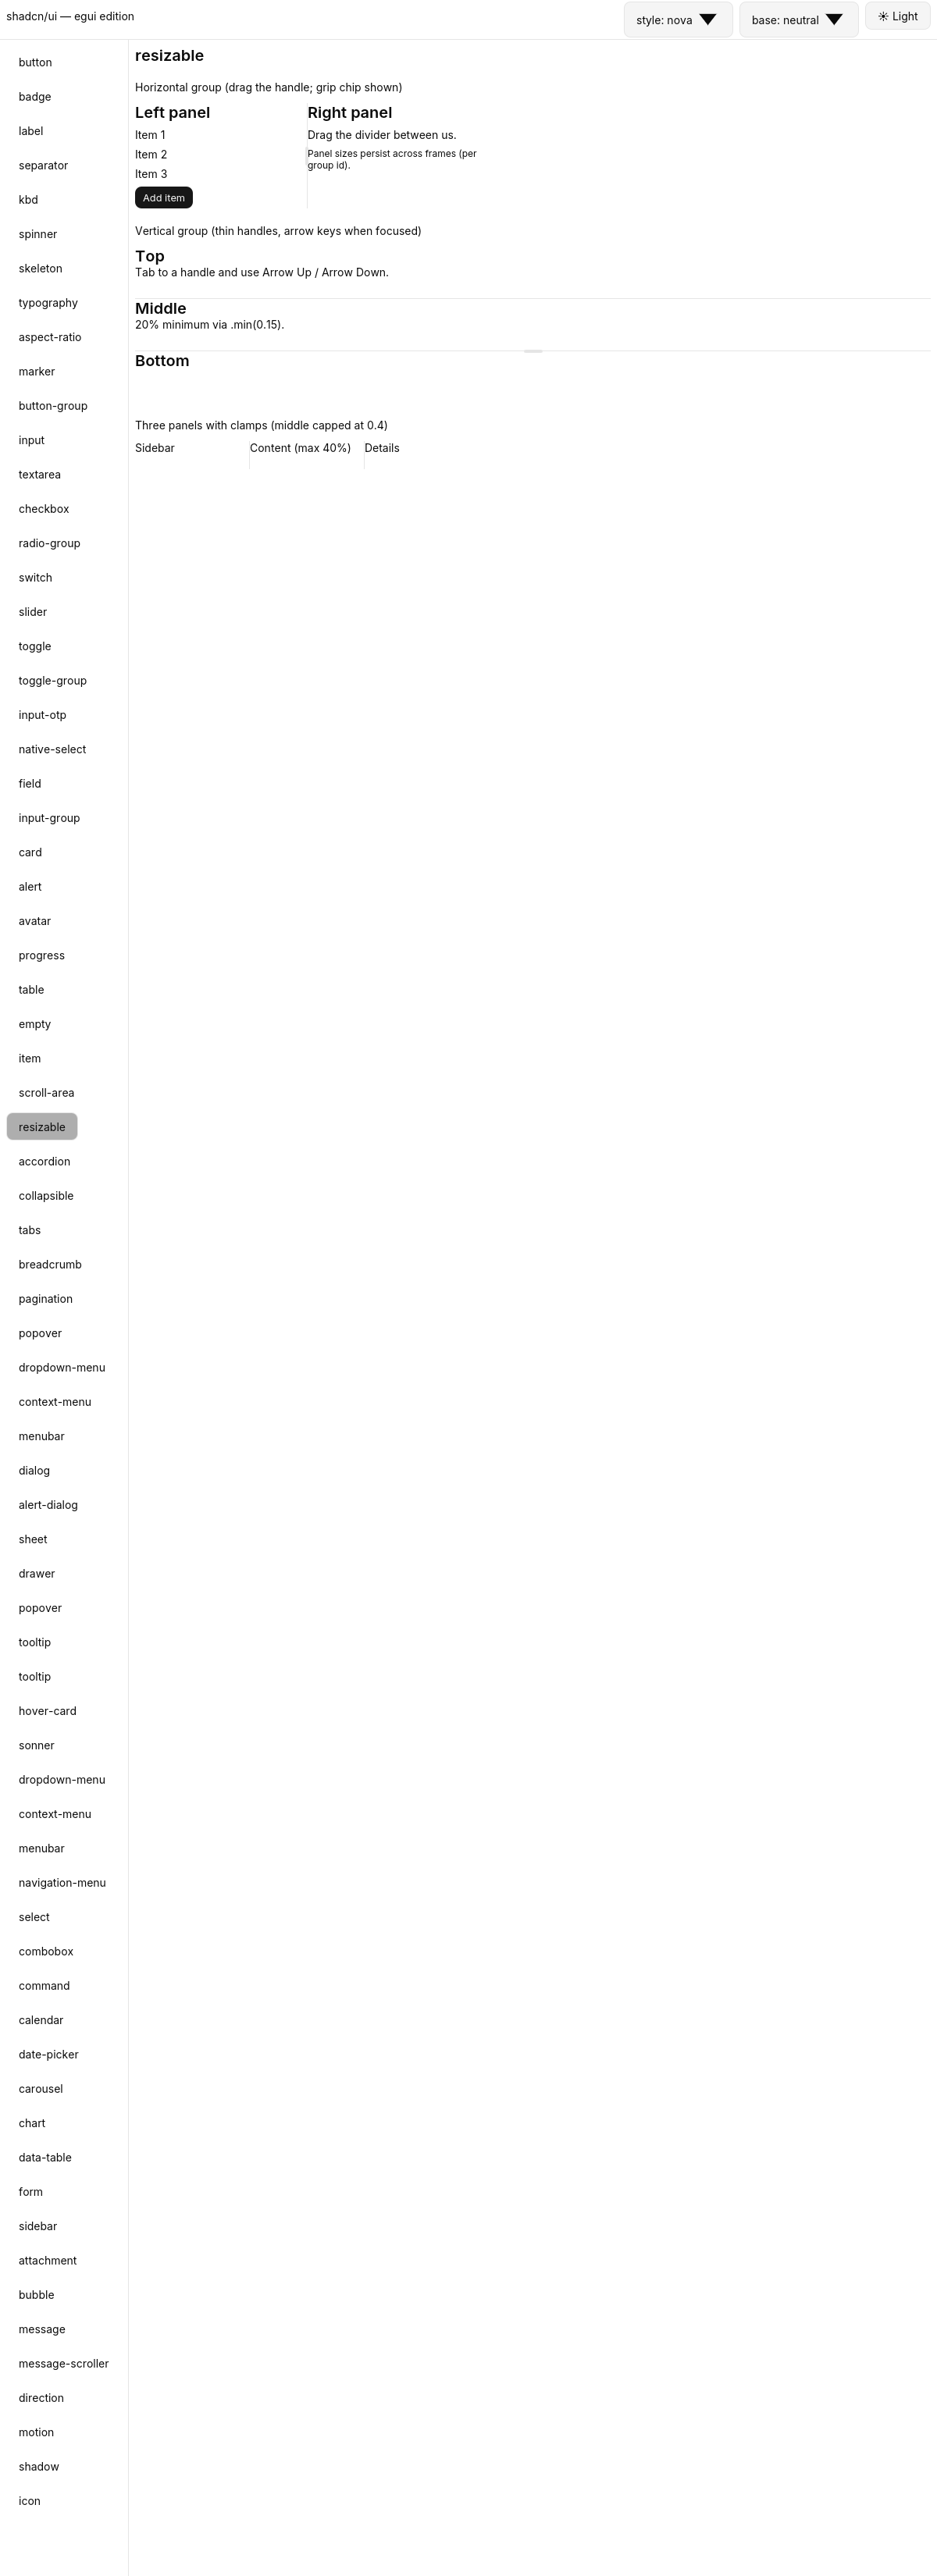 shadcn/ui — egui edition
style: nova
base: neutral
☀ Light
button
badge
label
separator
kbd
spinner
skeleton
typography
aspect-ratio
marker
button-group
input
textarea
checkbox
radio-group
switch
slider
toggle
toggle-group
input-otp
native-select
field
input-group
card
alert
avatar
progress
table
empty
item
scroll-area
resizable
accordion
collapsible
tabs
breadcrumb
pagination
popover
dropdown-menu
context-menu
menubar
dialog
alert-dialog
sheet
drawer
popover
tooltip
tooltip
hover-card
sonner
dropdown-menu
context-menu
menubar
navigation-menu
select
combobox
command
calendar
date-picker
carousel
chart
data-table
form
sidebar
attachment
bubble
message
message-scroller
direction
motion
shadow
icon
resizable
Horizontal group (drag the handle; grip chip shown)
Left panel
Item 1
Item 2
Item 3
Add item
Right panel
Drag the divider between us.
Panel sizes persist across frames (per
group id).
Vertical group (thin handles, arrow keys when focused)
Top
Tab to a handle and use Arrow Up / Arrow Down.
Middle
20% minimum via .min(0.15).
Bottom
Three panels with clamps (middle capped at 0.4)
Sidebar
Content (max 40%)
Details